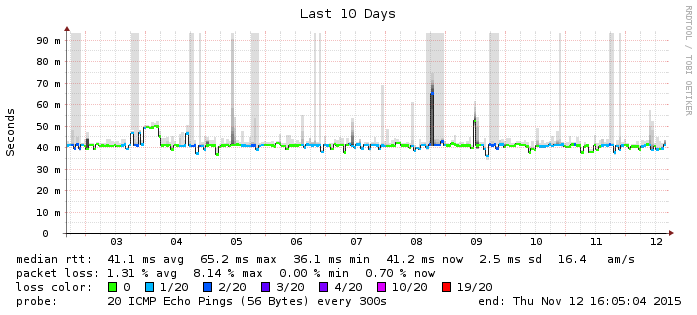 Last 10 Days
90 m
80 m
70 m
60 m
50 m
40 m
30 m
20 m
10 m
0
Seconds
03 04 05 06 07 08 09 10 11 12
median rtt: 41.1 ms avg 65.2 ms max 36.1 ms min 41.2 ms now 2.5 ms sd 16.4 am/s
packet loss: 1.31 % avg 8.14 % max 0.00 % min 0.70 % now
loss color: 0 1/20 2/20 3/20 4/20 10/20 19/20
probe: 20 ICMP Echo Pings (56 Bytes) every 300s end: Thu Nov 12 16:05:04 2015
RRDTOOL / TOBI OETIKER